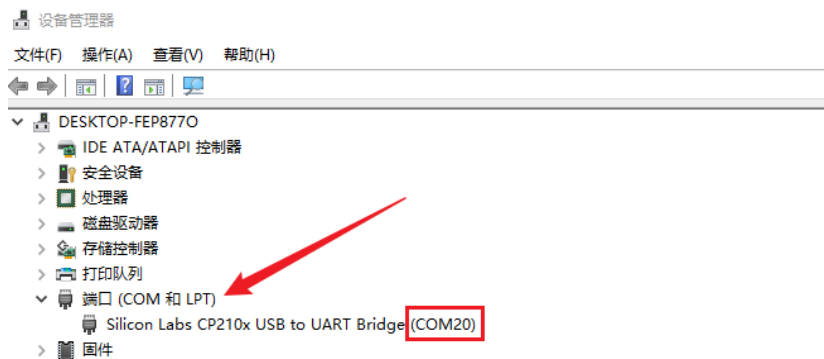 设备管理器
文件(F) 操作(A) 查看(V) 帮助(H)
DESKTOP-FEP877O
IDE ATA/ATAPI 控制器
安全设备
处理器
磁盘驱动器
存储控制器
打印队列
端口 (COM 和 LPT)
Silicon Labs CP210x USB to UART Bridge (COM20)
固件